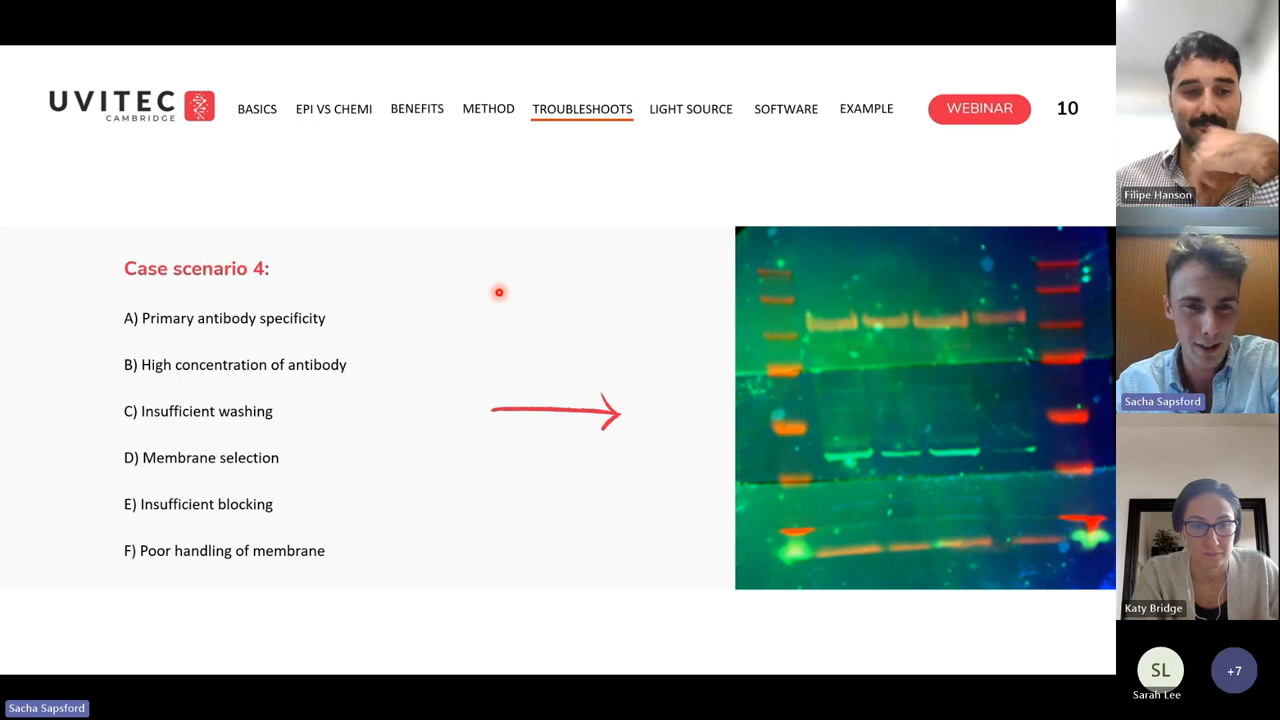 UVITEC
CAMBRIDGE
BASICS EPI VS CHEMI BENEFITS METHOD TROUBLESHOOTS LIGHT SOURCE SOFTWARE EXAMPLE WEBINAR 10
Case scenario 4:
A) Primary antibody specificity
B) High concentration of antibody
C) Insufficient washing
D) Membrane selection
E) Insufficient blocking
F) Poor handling of membrane
Filipe Hanson
Sacha Sapsford
Katy Bridge
SL
+7
Sarah Lee
Sacha Sapsford